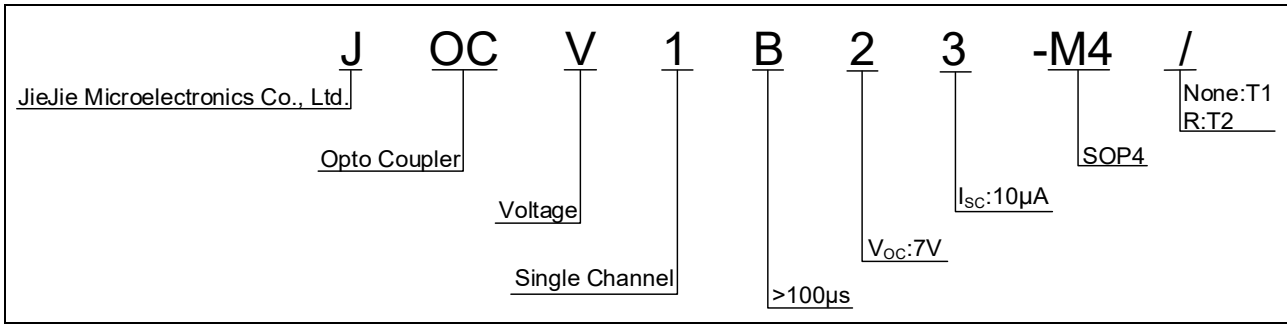 J OC V 1 B 2 3 -M4 /
JieJie Microelectronics Co., Ltd.
None:T1
R:T2
Opto Coupler
SOP4
Voltage
ISC:10μA
VOC:7V
Single Channel
>100μs